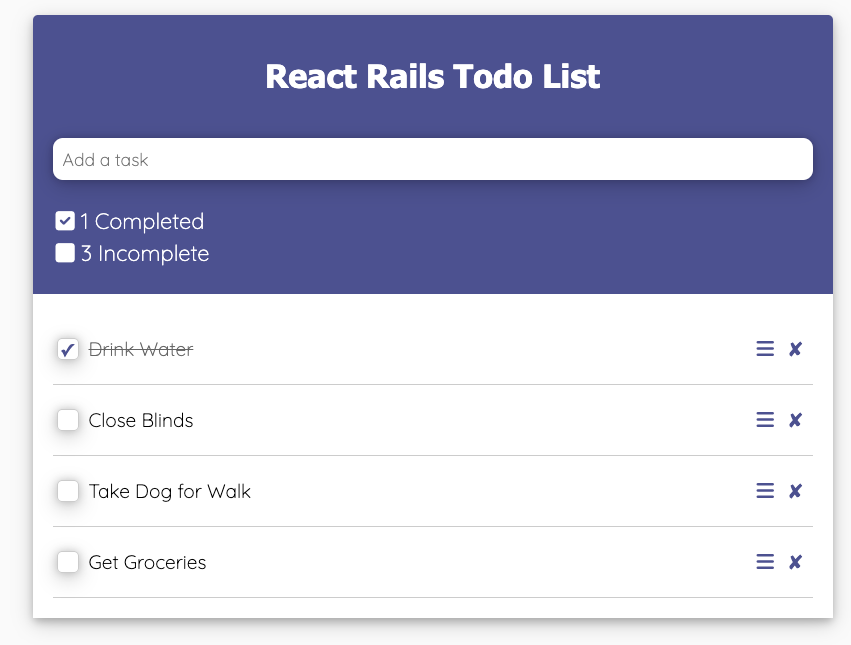 React Rails Todo List
Add a task
1 Completed
3 Incomplete
Drink Water
Close Blinds
Take Dog for Walk
Get Groceries